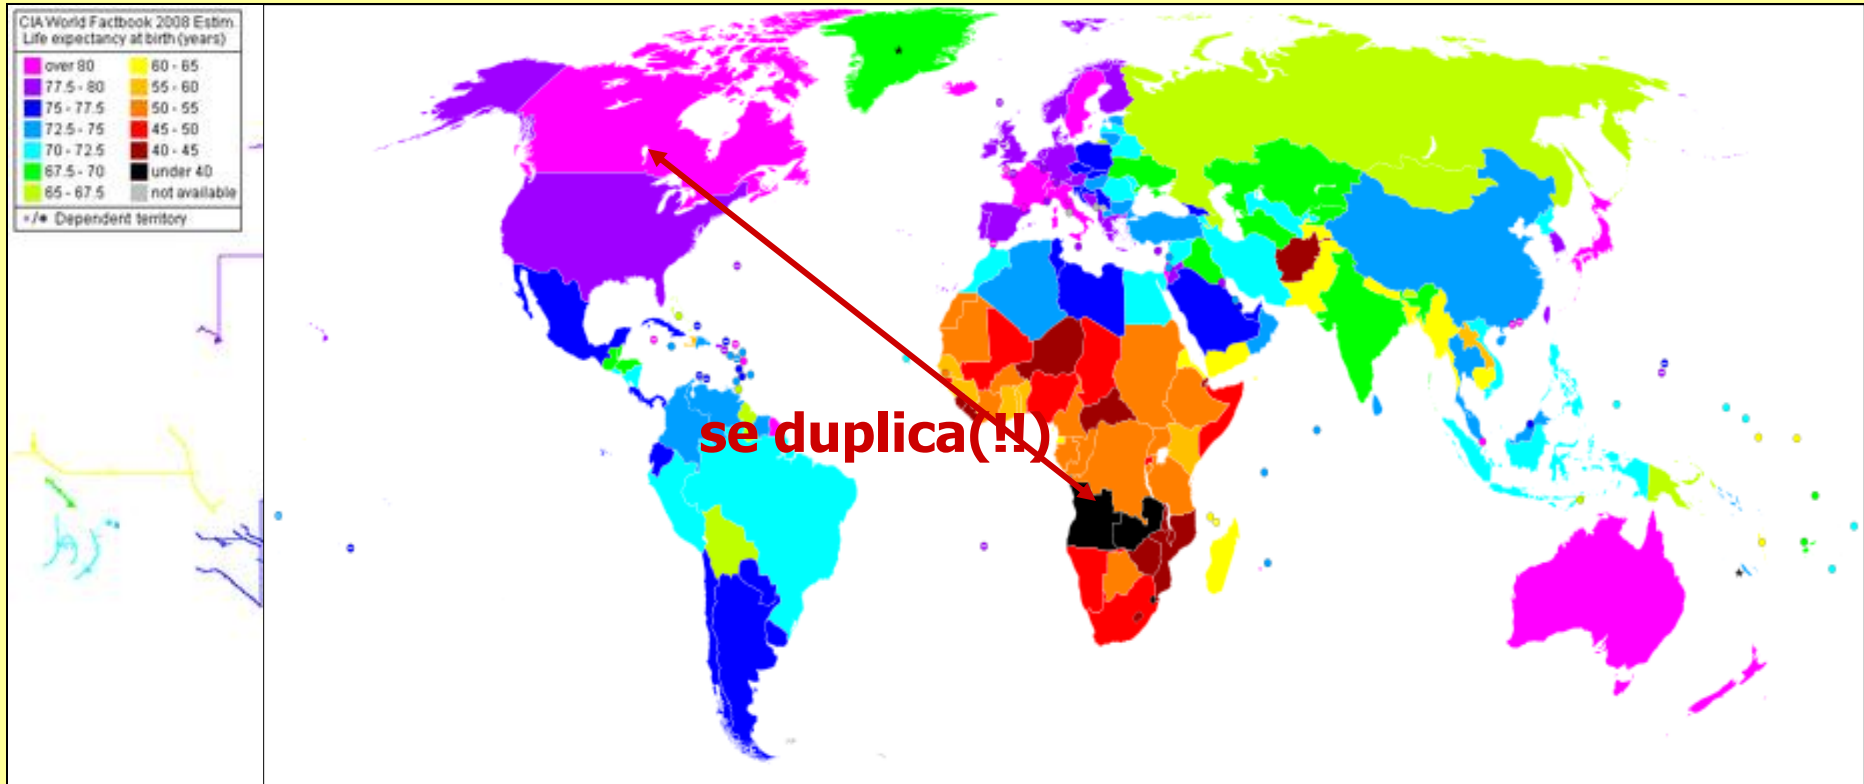 CIA World Factbook 2008 Estim.
Life expectancy at birth (years)
over 80
77.5 - 80
75 - 77.5
72.5 - 75
70 - 72.5
67.5 - 70
65 - 67.5
60 - 65
55 - 60
50 - 55
45 - 50
40 - 45
under 40
not available
•/* Dependent territory
se duplica(!!)